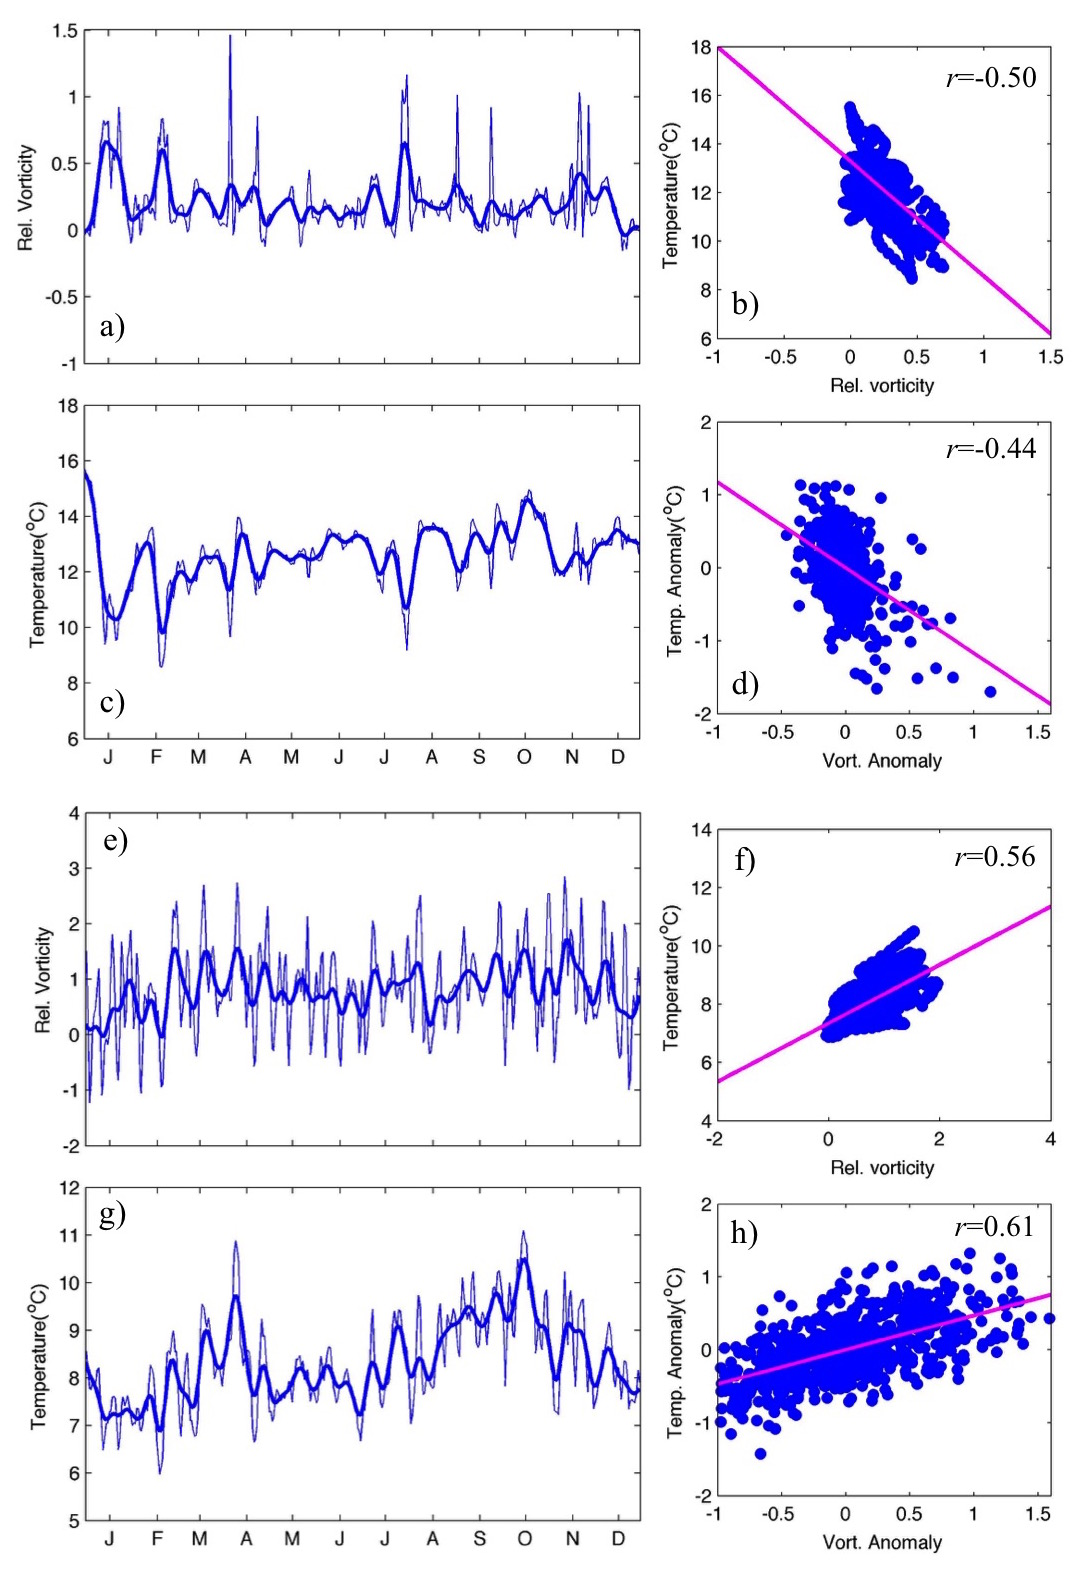 1.5
1
0.5
0
-0.5
-1
Rel. Vorticity
a)
18
16
14
12
10
8
6
Temperature(°C)
r=-0.50
b)
-1 -0.5 0 0.5 1 1.5
Rel. vorticity
18
16
14
12
10
8
6
Temperature(°C)
c)
J F M A M J J A S O N D
2
1
0
-1
-2
Temp. Anomaly(°C)
r=-0.44
d)
-1 -0.5 0 0.5 1 1.5
Vort. Anomaly
4
3
2
1
0
-1
-2
Rel. Vorticity
e)
14
12
10
8
6
4
Temperature(°C)
f)
r=0.56
-2 0 2 4
Rel. vorticity
12
11
10
9
8
7
6
5
Temperature(°C)
g)
J F M A M J J A S O N D
2
1
0
-1
-2
Temp. Anomaly(°C)
h)
r=0.61
-1 -0.5 0 0.5 1 1.5
Vort. Anomaly